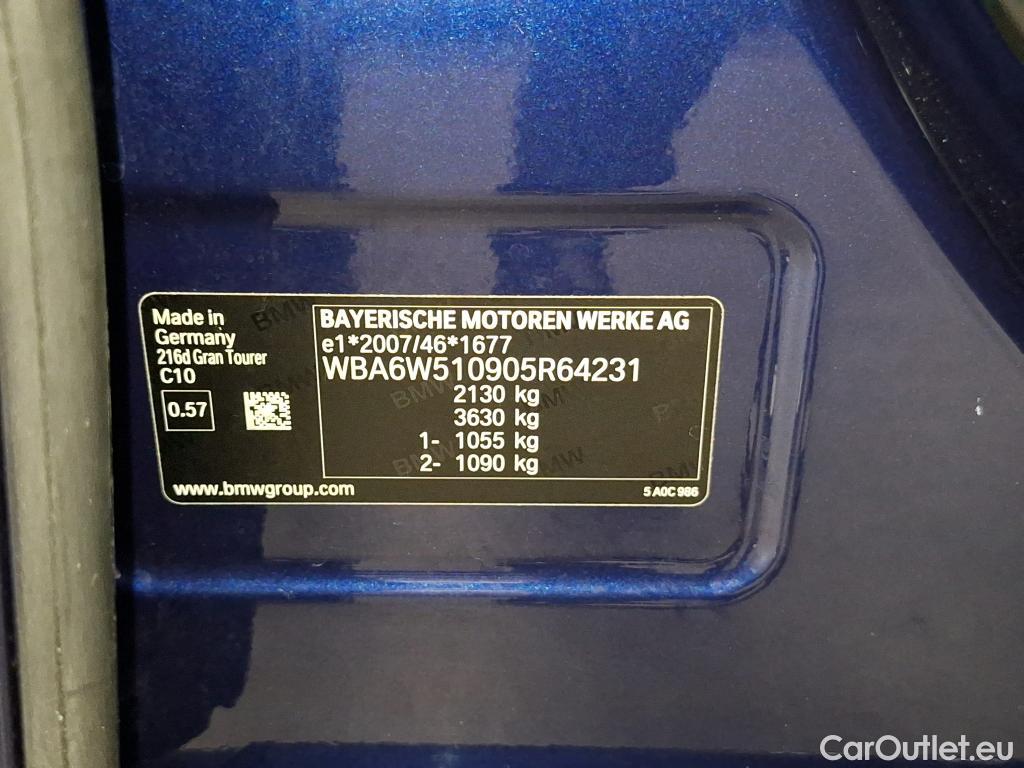 Made in
Germany
216d Gran Tourer
C10
0.57
BAYERISCHE MOTOREN WERKE AG
e1*2007/46*1677
WBA6W510905R64231
2130 kg
3630 kg
1- 1055 kg
2- 1090 kg
www.bmwgroup.com
5 A0C 986
CarOutlet.eu